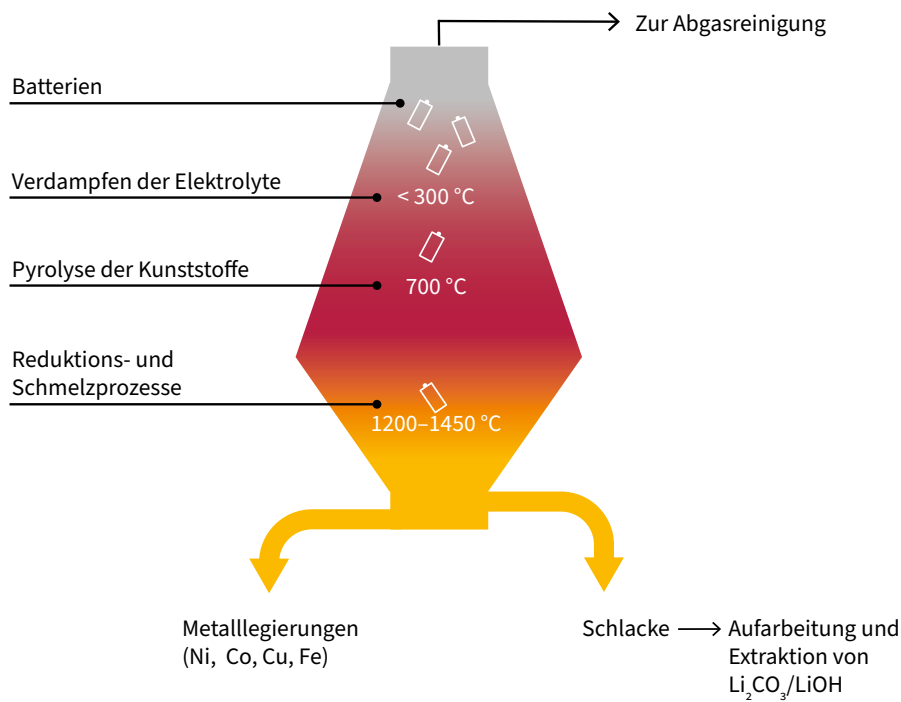 Zur Abgasreinigung
Batterien
Verdampfen der Elektrolyte
< 300 °C
Pyrolyse der Kunststoffe
700 °C
Reduktions- und
Schmelzprozesse
1200–1450 °C
Metalllegierungen
(Ni, Co, Cu, Fe)
Schlacke → Aufarbeitung und
Extraktion von
Li₂CO₃/LiOH